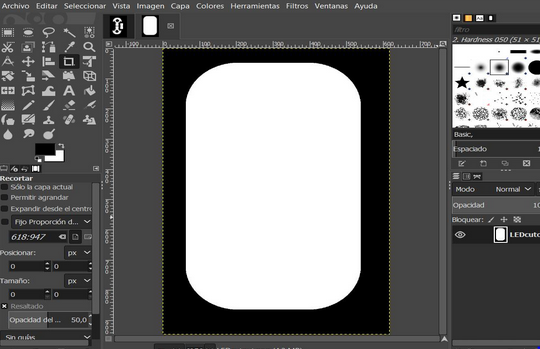 Archivo Editar Seleccionar Vista Imagen Capa Colores Herramientas Filtros Ventanas Ayuda
filtro
2. Hardness 050 (51 × 51
Basic,
Espaciado
Modo Normal
Opacidad 10
Bloquear:
LEDcuto
Recortar
Sólo la capa actual
Permitir agrandar
Expandir desde el centro
Fijo Proporción d...
618:947
Posicionar: px
0 0
Tamaño: px
0 0
Resaltado
Opacidad del ... 50,0
Sin guías